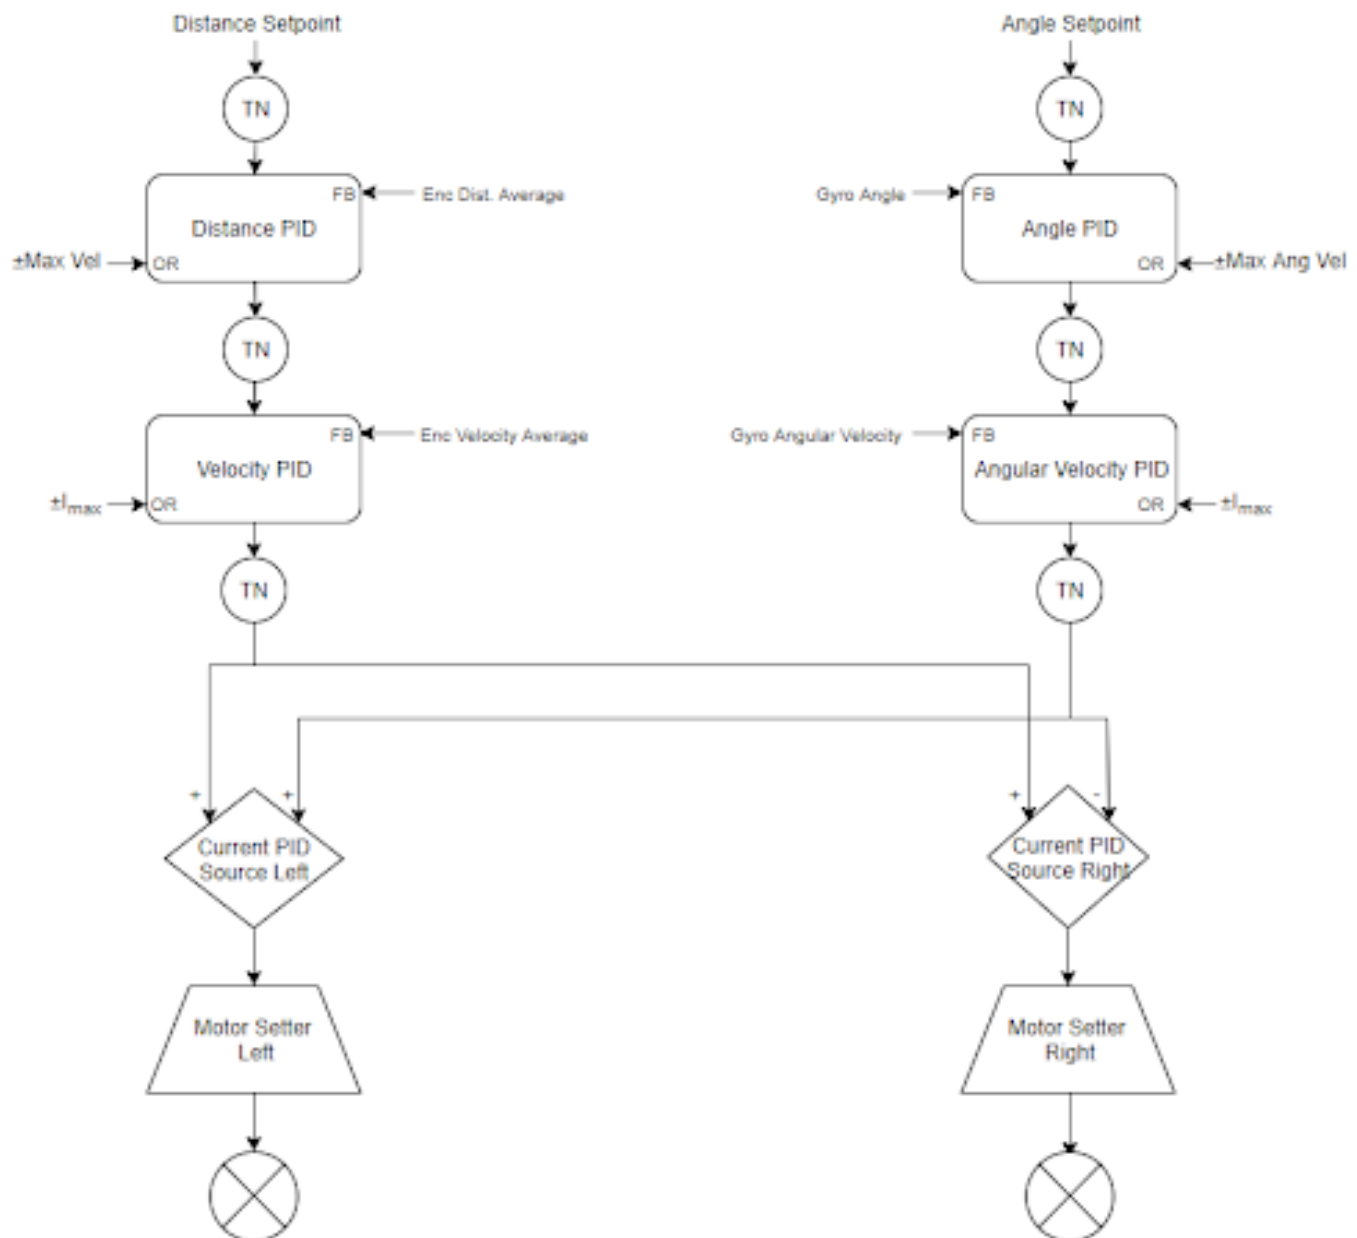 Distance Setpoint
Angle Setpoint
TN
TN
FB
Enc Dist. Average
Gyro Angle
FB
Distance PID
Angle PID
±Max Vel
OR
OR
±Max Ang Vel
TN
TN
FB
Enc Velocity Average
Gyro Angular Velocity
FB
Velocity PID
Angular Velocity PID
±Imax
OR
OR
±Imax
TN
TN
+
+
+
-
Current PID
Source Left
Current PID
Source Right
Motor Setter
Left
Motor Setter
Right